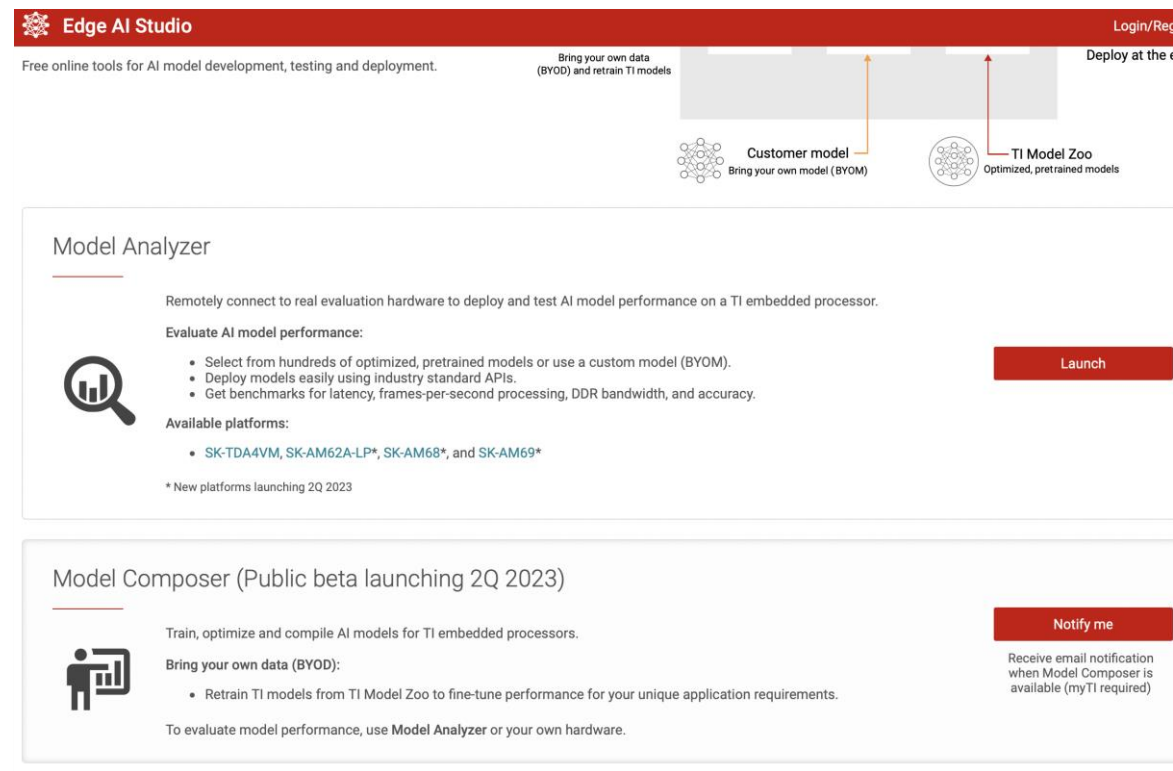 Edge AI Studio
Login/Reg
Free online tools for AI model development, testing and deployment.
Bring your own data
(BYOD) and retrain TI models
Deploy at the e
Customer model
Bring your own model (BYOM)
TI Model Zoo
Optimized, pretrained models
Model Analyzer
Remotely connect to real evaluation hardware to deploy and test AI model performance on a TI embedded processor.
Evaluate AI model performance:
• Select from hundreds of optimized, pretrained models or use a custom model (BYOM).
• Deploy models easily using industry standard APIs.
• Get benchmarks for latency, frames-per-second processing, DDR bandwidth, and accuracy.
Launch
Available platforms:
• SK-TDA4VM, SK-AM62A-LP*, SK-AM68*, and SK-AM69*
* New platforms launching 2Q 2023
Model Composer (Public beta launching 2Q 2023)
Train, optimize and compile AI models for TI embedded processors.
Bring your own data (BYOD):
• Retrain TI models from TI Model Zoo to fine-tune performance for your unique application requirements.
To evaluate model performance, use Model Analyzer or your own hardware.
Notify me
Receive email notification
when Model Composer is
available (myTI required)